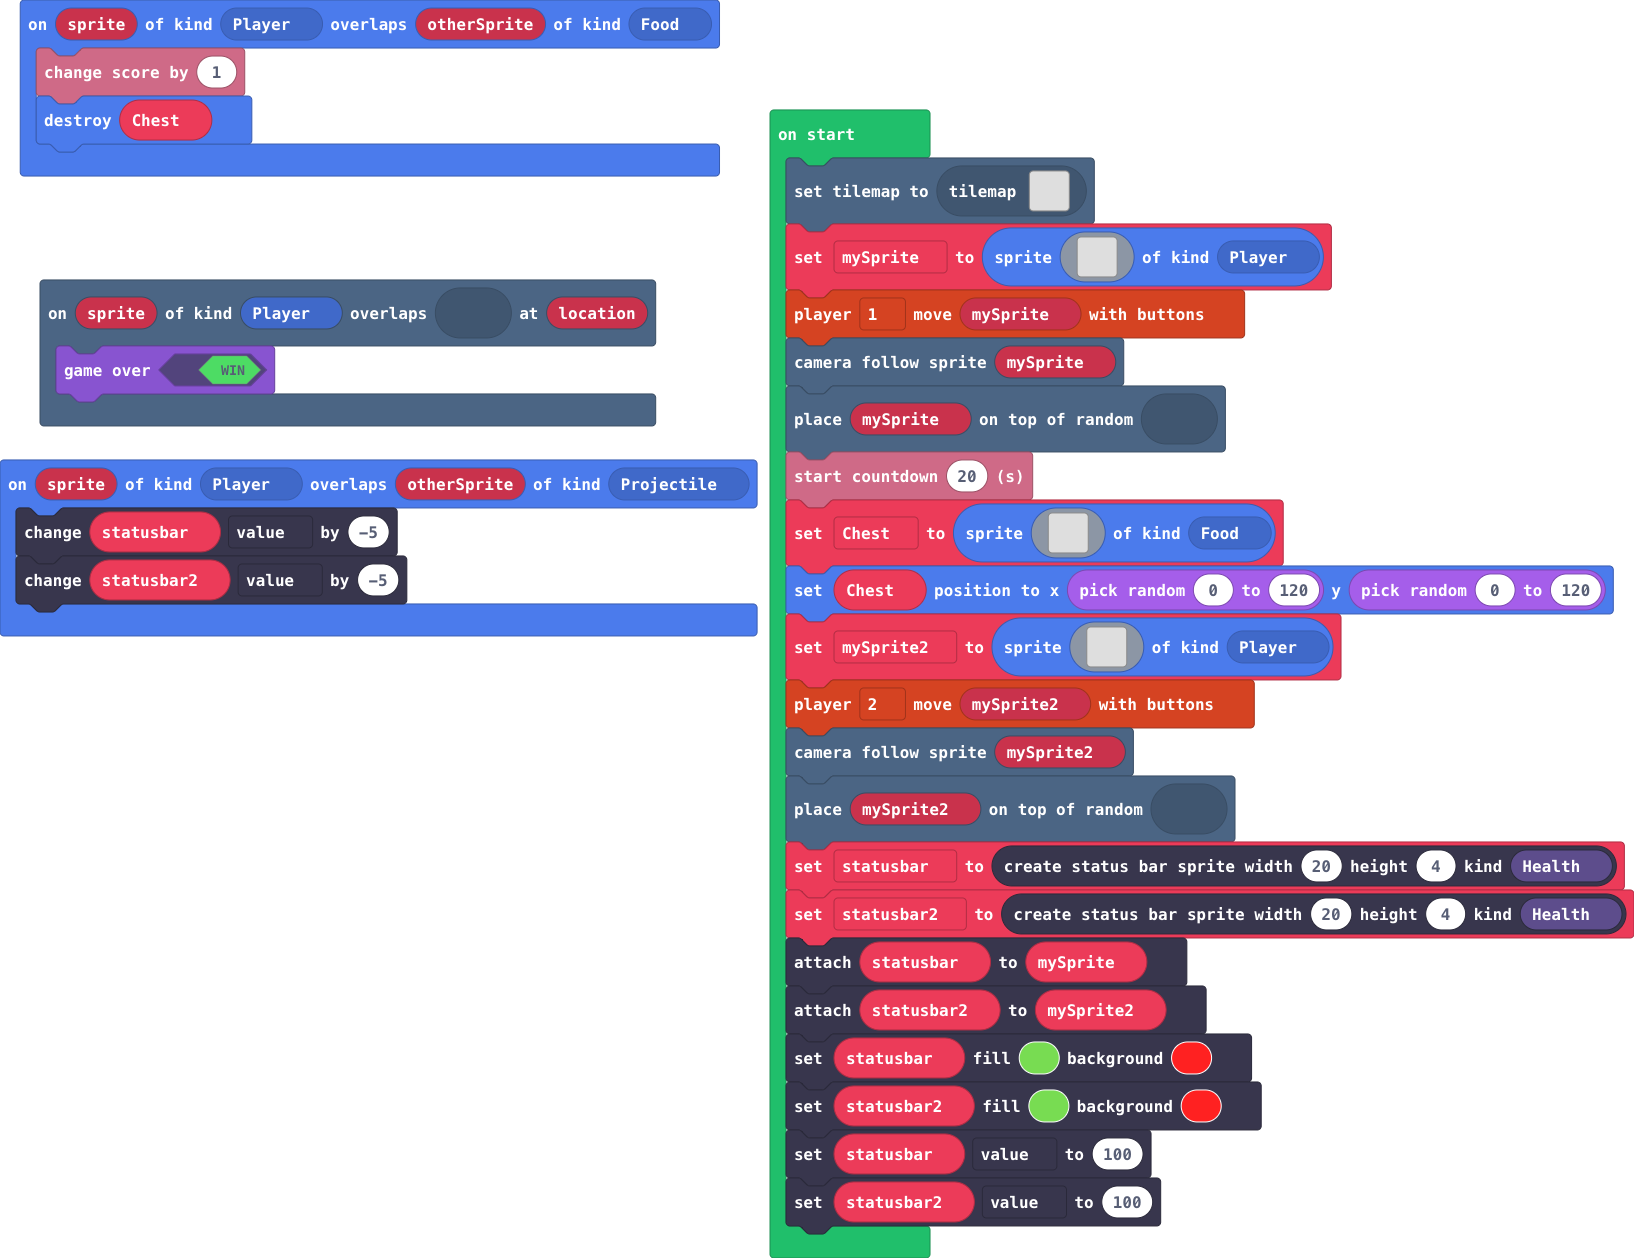 on sprite of kind Player overlaps otherSprite of kind Food
change score by 1
destroy Chest
on sprite of kind Player overlaps at location
game over WIN
on sprite of kind Player overlaps otherSprite of kind Projectile
change statusbar value by -5
change statusbar2 value by -5
on start
set tilemap to tilemap
set mySprite to sprite of kind Player
player 1 move mySprite with buttons
camera follow sprite mySprite
place mySprite on top of random
start countdown 20 (s)
set Chest to sprite of kind Food
set Chest position to x pick random 0 to 120 y pick random 0 to 120
set mySprite2 to sprite of kind Player
player 2 move mySprite2 with buttons
camera follow sprite mySprite2
place mySprite2 on top of random
set statusbar to create status bar sprite width 20 height 4 kind Health
set statusbar2 to create status bar sprite width 20 height 4 kind Health
attach statusbar to mySprite
attach statusbar2 to mySprite2
set statusbar fill background
set statusbar2 fill background
set statusbar value to 100
set statusbar2 value to 100